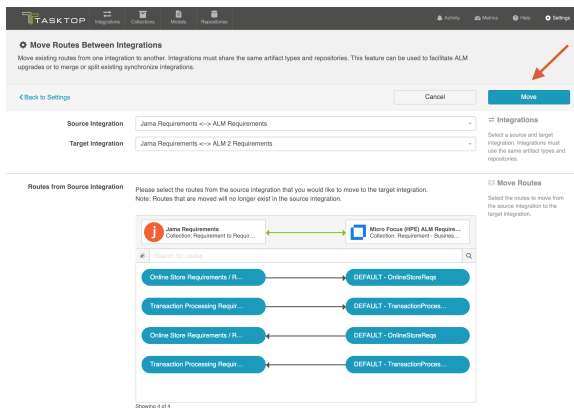 TASKTOP
Integrations
Collections
Models
Repositories
Activity
Metrics
Help
Settings
Move Routes Between Integrations
Move existing routes from one integration to another. Integrations must share the same artifact types and repositories. This feature can be used to facilitate ALM
upgrades or to merge or split existing synchronize integrations.
Back to Settings
Cancel
Move
Source Integration
Jama Requirements <--> ALM Requirements
Target Integration
Jama Requirements <--> ALM 2 Requirements
Integrations
Select a source and target
integration. Integrations must
use the same artifact types and
repositories.
Routes from Source Integration
Please select the routes from the source integration that you would like to move to the target integration.
Note: Routes that are moved will no longer exist in the source integration.
Move Routes
Select the routes to move from
the source integration to the
target integration.
Jama Requirements
Collection: Requirement to Requir...
Micro Focus (HPE) ALM Require...
Collection: Requirement - Busines...
Search for routes
Online Store Requirements / R...
DEFAULT - OnlineStoreReqs
Transaction Processing Requir...
DEFAULT - TransactionProces...
Online Store Requirements / R...
DEFAULT - OnlineStoreReqs
Transaction Processing Requir...
DEFAULT - TransactionProces...
Showing 4 of 4